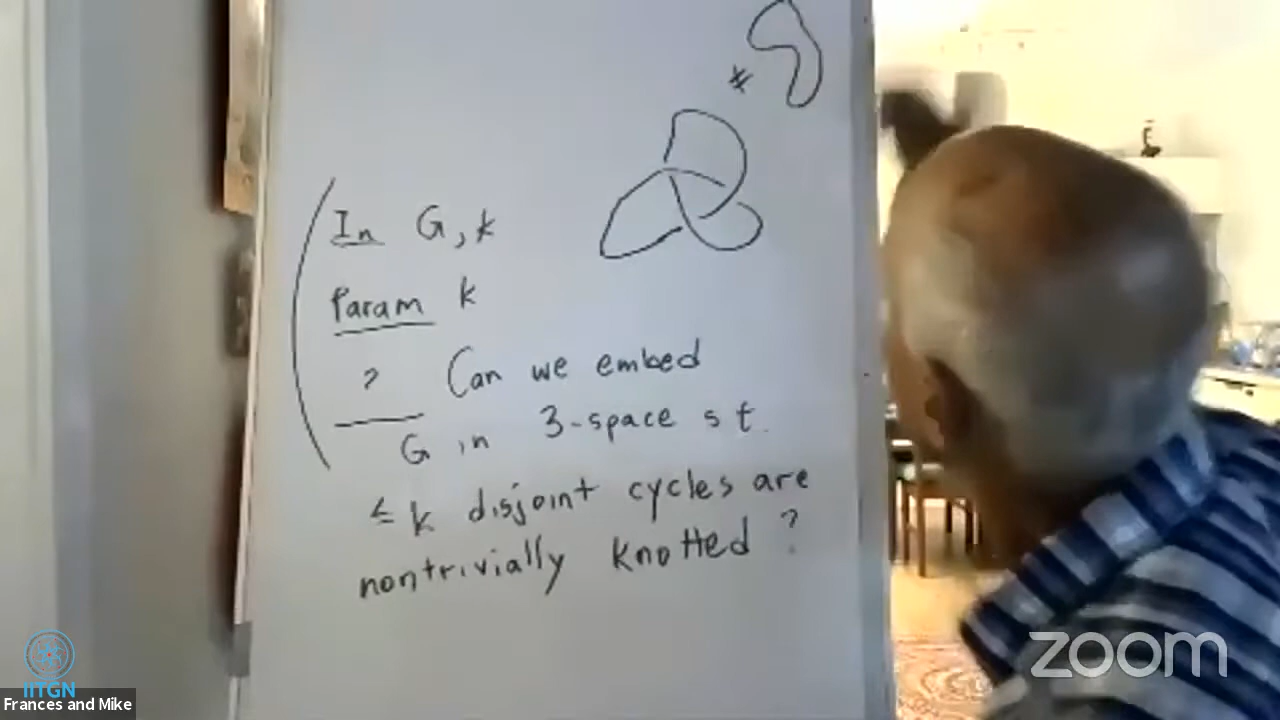 In G, k
Param k
? Can we embed
G in 3-space s t.
≤ k disjoint cycles are
nontrivially knotted ?
zoom
IITGN
Frances and Mike